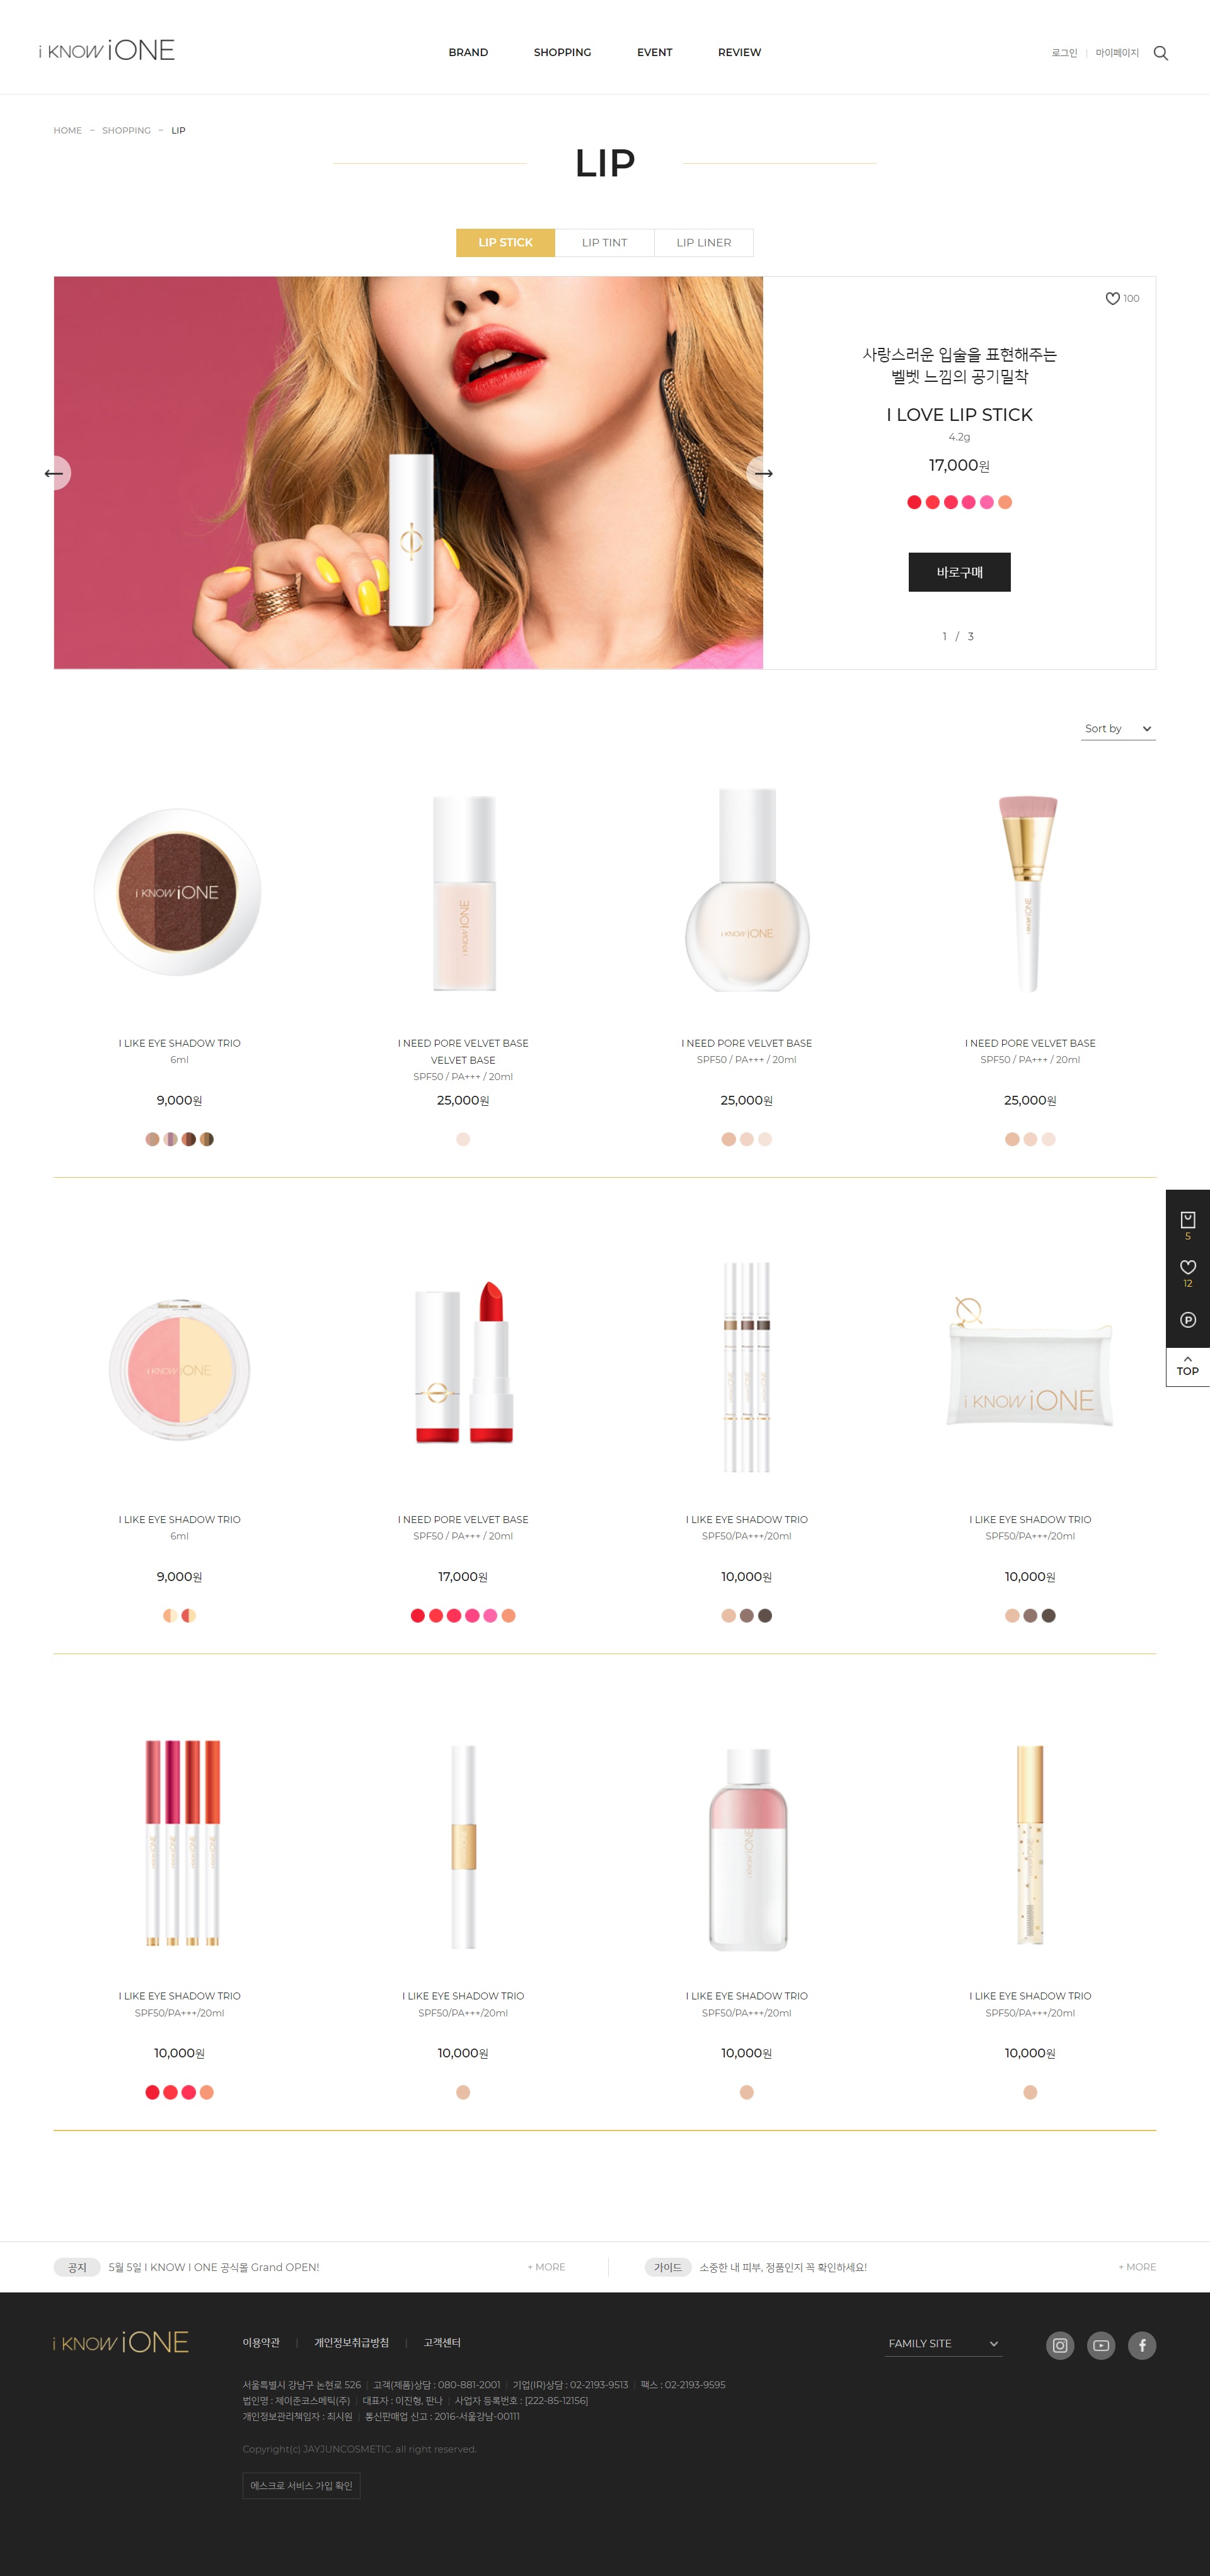 i KNOW iONE
BRAND SHOPPING EVENT REVIEW
로그인 | 마이페이지
HOME - SHOPPING - LIP
LIP
LIP STICK LIP TINT LIP LINER
100
사랑스러운 입술을 표현해주는
벨벳 느낌의 공기밀착
I LOVE LIP STICK
4.2g
17,000원
바로구매
1 / 3
Sort by
i KNOW iONE
i KNOW iONE
i KNOW iONE
i KNOW iONE
I LIKE EYE SHADOW TRIO
6ml
9,000원
I NEED PORE VELVET BASE
VELVET BASE
SPF50 / PA+++ / 20ml
25,000원
I NEED PORE VELVET BASE
SPF50 / PA+++ / 20ml
25,000원
I NEED PORE VELVET BASE
SPF50 / PA+++ / 20ml
25,000원
5
12
P
TOP
i KNOW iONE
i KNOW iONE
I LIKE EYE SHADOW TRIO
6ml
9,000원
I NEED PORE VELVET BASE
SPF50 / PA+++ / 20ml
17,000원
I LIKE EYE SHADOW TRIO
SPF50/PA+++/20ml
10,000원
I LIKE EYE SHADOW TRIO
SPF50/PA+++/20ml
10,000원
i KNOW iONE
I LIKE EYE SHADOW TRIO
SPF50/PA+++/20ml
10,000원
I LIKE EYE SHADOW TRIO
SPF50/PA+++/20ml
10,000원
I LIKE EYE SHADOW TRIO
SPF50/PA+++/20ml
10,000원
I LIKE EYE SHADOW TRIO
SPF50/PA+++/20ml
10,000원
공지 5월 5일 I KNOW I ONE 공식몰 Grand OPEN! + MORE
가이드 소중한 내 피부, 정품인지 꼭 확인하세요! + MORE
i KNOW iONE
이용약관 | 개인정보취급방침 | 고객센터
FAMILY SITE
서울특별시 강남구 논현로 526 | 고객(제품)상담 : 080-881-2001 | 기업(IR)상담 : 02-2193-9513 | 팩스 : 02-2193-9595
법인명 : 제이준코스메틱(주) | 대표자 : 이진형, 판나 | 사업자 등록번호 : [222-85-12156]
개인정보관리책임자 : 최시원 | 통신판매업 신고 : 2016-서울강남-00111
Copyright(c) JAYJUNCOSMETIC. all right reserved.
에스크로 서비스 가입 확인